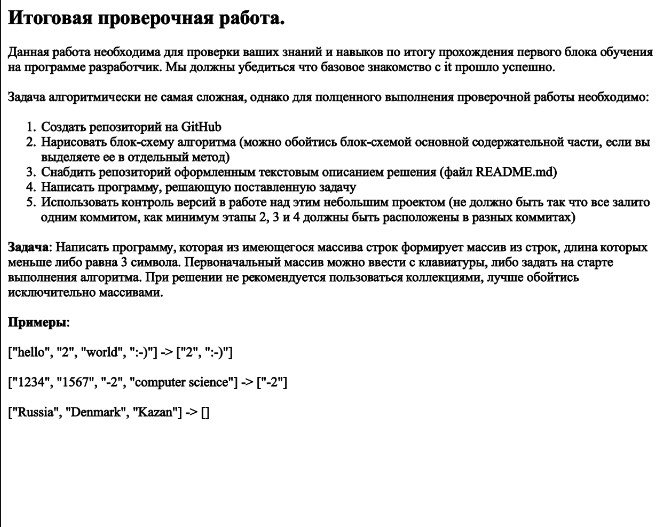 Итоговая проверочная работа.
Данная работа необходима для проверки ваших знаний и навыков по итогу прохождения первого блока обучения
на программе разработчик. Мы должны убедиться что базовое знакомство с it прошло успешно.
Задача алгоритмически не самая сложная, однако для полценного выполнения проверочной работы необходимо:
1. Создать репозиторий на GitHub
2. Нарисовать блок-схему алгоритма (можно обойтись блок-схемой основной содержательной части, если вы
выделяете ее в отдельный метод)
3. Снабдить репозиторий оформленным текстовым описанием решения (файл README.md)
4. Написать программу, решающую поставленную задачу
5. Использовать контроль версий в работе над этим небольшим проектом (не должно быть так что все залито
одним коммитом, как минимум этапы 2, 3 и 4 должны быть расположены в разных коммитах)
Задача: Написать программу, которая из имеющегося массива строк формирует массив из строк, длина которых
меньше либо равна 3 символа. Первоначальный массив можно ввести с клавиатуры, либо задать на старте
выполнения алгоритма. При решении не рекомендуется пользоваться коллекциями, лучше обойтись
исключительно массивами.
Примеры:
["hello", "2", "world", ":-)"] -> ["2", ":-)"]
["1234", "1567", "-2", "computer science"] -> ["-2"]
["Russia", "Denmark", "Kazan"] -> []